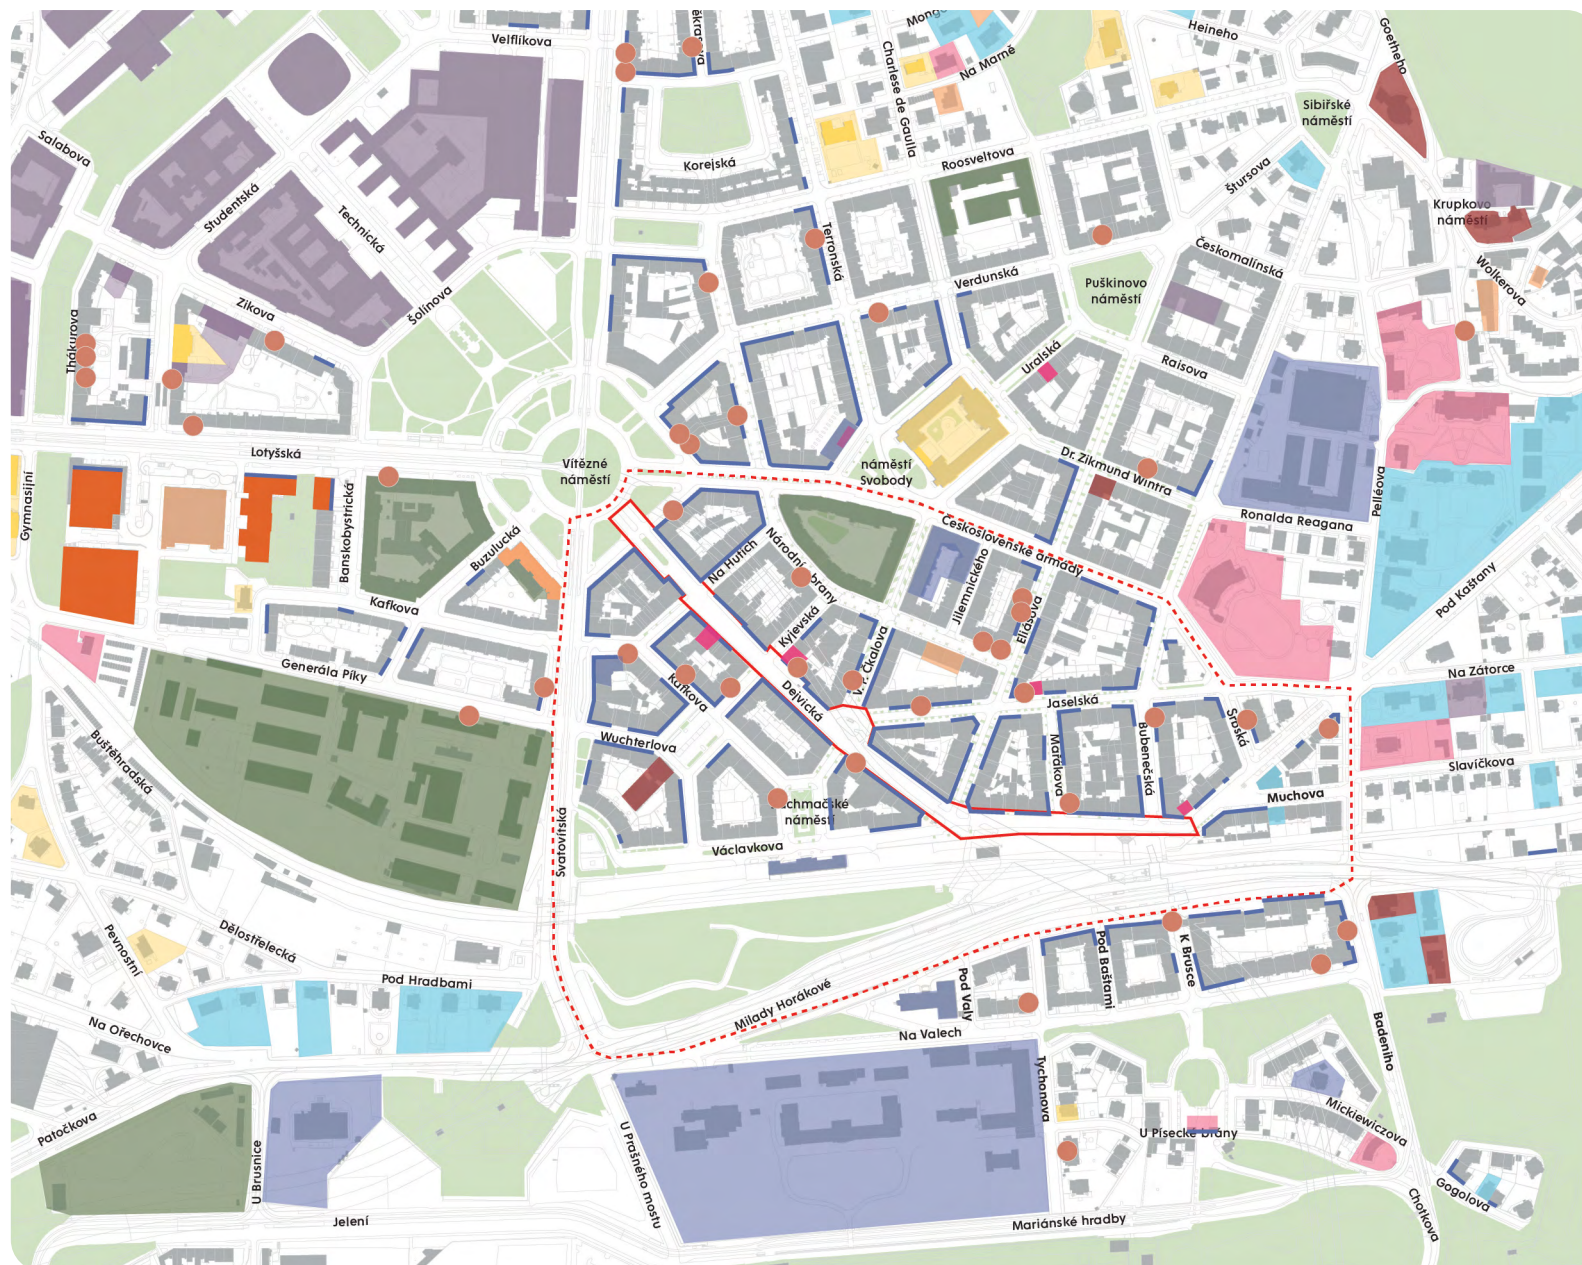 Velflíkova
Na Marně
Heineho
Goetheho
Charlese de Gaulla
Sibiřské
náměstí
Salabova
Korejská
Roosveltova
Štursova
Studentská
Technická
Krupkovo
náměstí
Terronská
Českomalínská
Verdunská
Puškinovo
náměstí
Wolkerova
Zikova
Šolínova
Thákurova
Uralská
Raisova
Lotyšská
Vítězné
náměstí
náměstí
Svobody
Dr. Zikmund Wintra
Gymnasijní
Pelléova
Ronalda Reagana
Banskobystrická
Buzulucká
Československé armády
Na Hutích
Národní obrany
Jilemnického
Eliášova
Pod Kaštany
Kafkova
Kyjevská
V. P. Čkalova
Generála Píky
Kafkova
Dejvická
Jaselská
Na Zátorce
Srbská
Wuchterlova
Mařákova
Bubenečská
Buštěhradská
Slavíčkova
Muchova
náměstí
Svatovítská
Václavkova
Pevnostní
Dělostřelecká
Pod Baštami
K Brusce
Pod Hradbami
Pod Valy
Milady Horákové
Na Ořechovce
Na Valech
Badeniho
Tychonova
Mickiewiczova
Patočkova
U Písecké brány
U Brusnice
U Prašného mostu
Gogolova
Chotkova
Jelení
Mariánské hradby